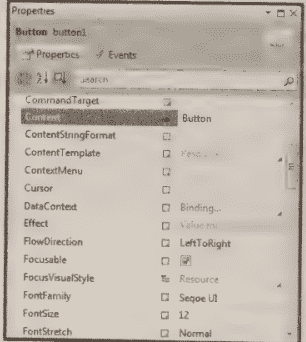 Properties
Button button1
Properties Events
Search
CommandTarget
Content Button
ContentStringFormat
ContentTemplate Resource...
ContextMenu
Cursor
DataContext Binding...
Effect
FlowDirection LeftToRight
Focusable
FocusVisualStyle Resource
FontFamily Segoe UI
FontSize 12
FontStretch Normal